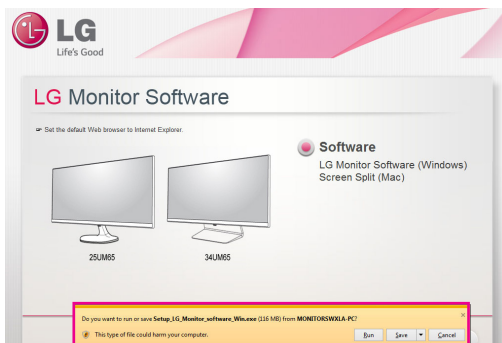 LG
Life's Good
LG Monitor Software
☞ Set the default Web browser to Internet Explorer.
Software
LG Monitor Software (Windows)
Screen Split (Mac)
25UM65
34UM65
Do you want to run or save Setup_LG_Monitor_software_Win.exe (116 MB) from MONITORSWXLA-PC?
This type of file could harm your computer.
Run
Save
Cancel